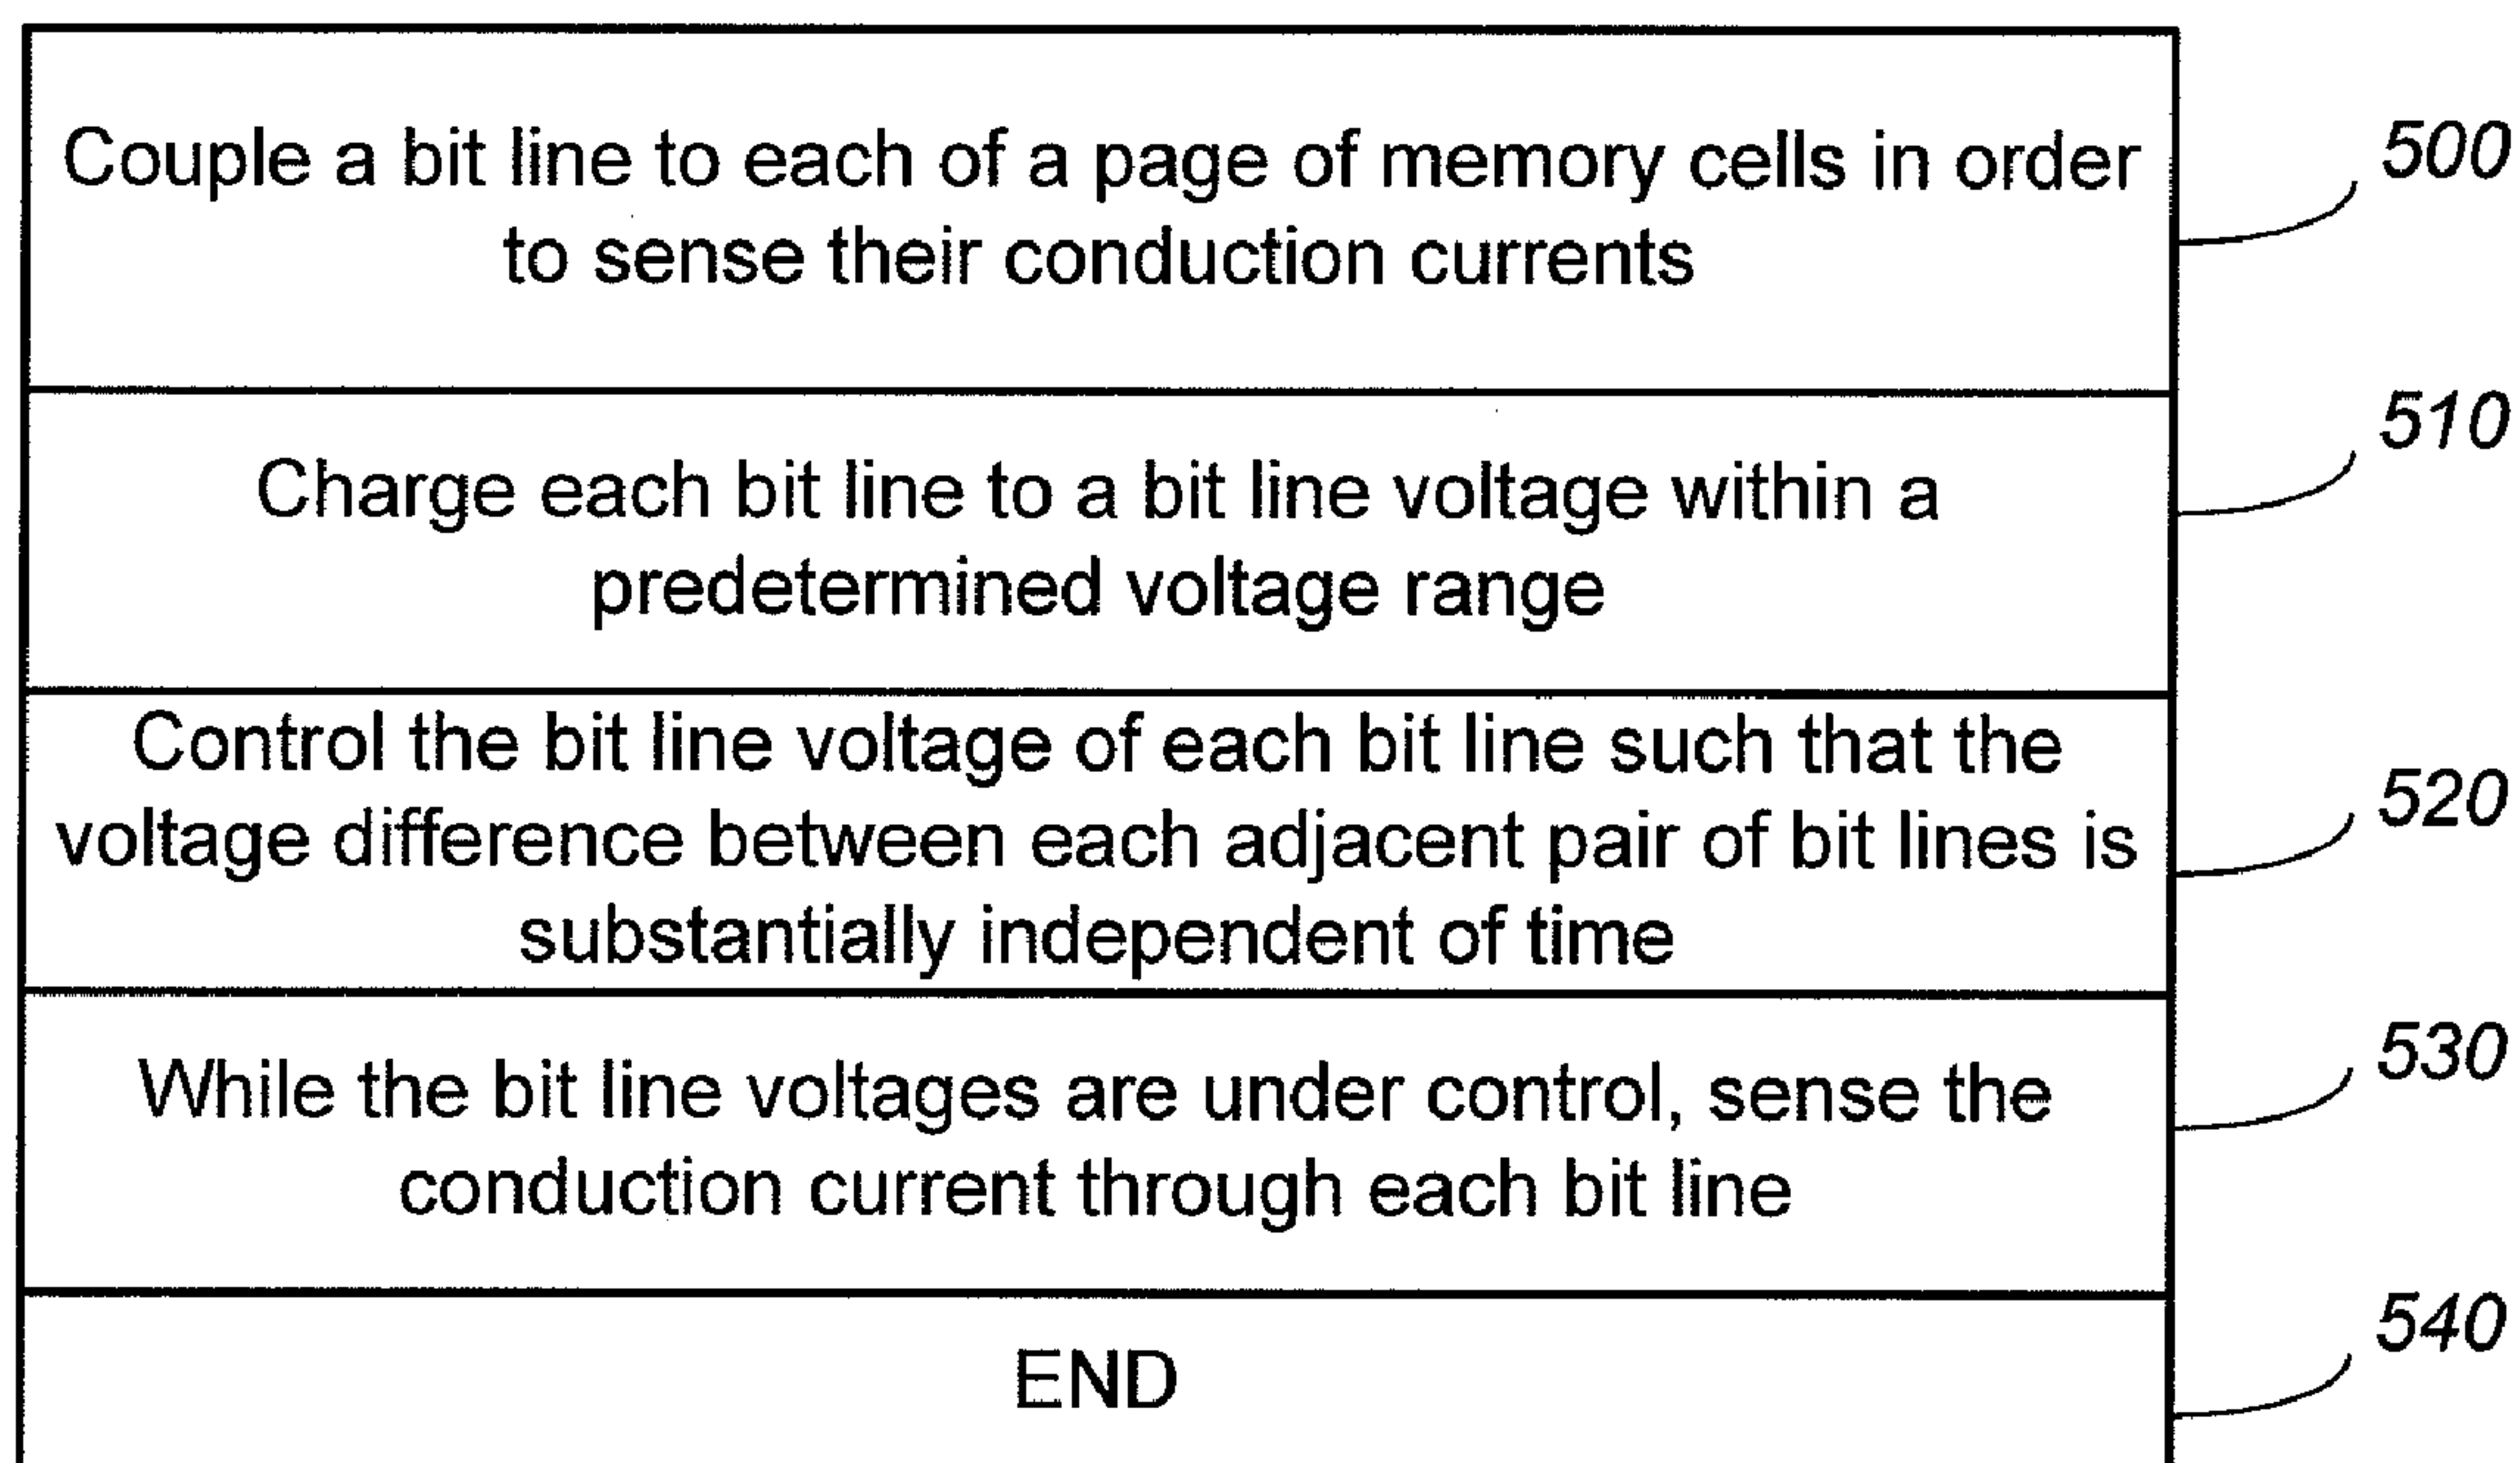 Couple a bit line to each of a page of memory cells in order
to sense their conduction currents
500
Charge each bit line to a bit line voltage within a
predetermined voltage range
510
Control the bit line voltage of each bit line such that the
voltage difference between each adjacent pair of bit lines is
substantially independent of time
520
While the bit line voltages are under control, sense the
conduction current through each bit line
530
END
540